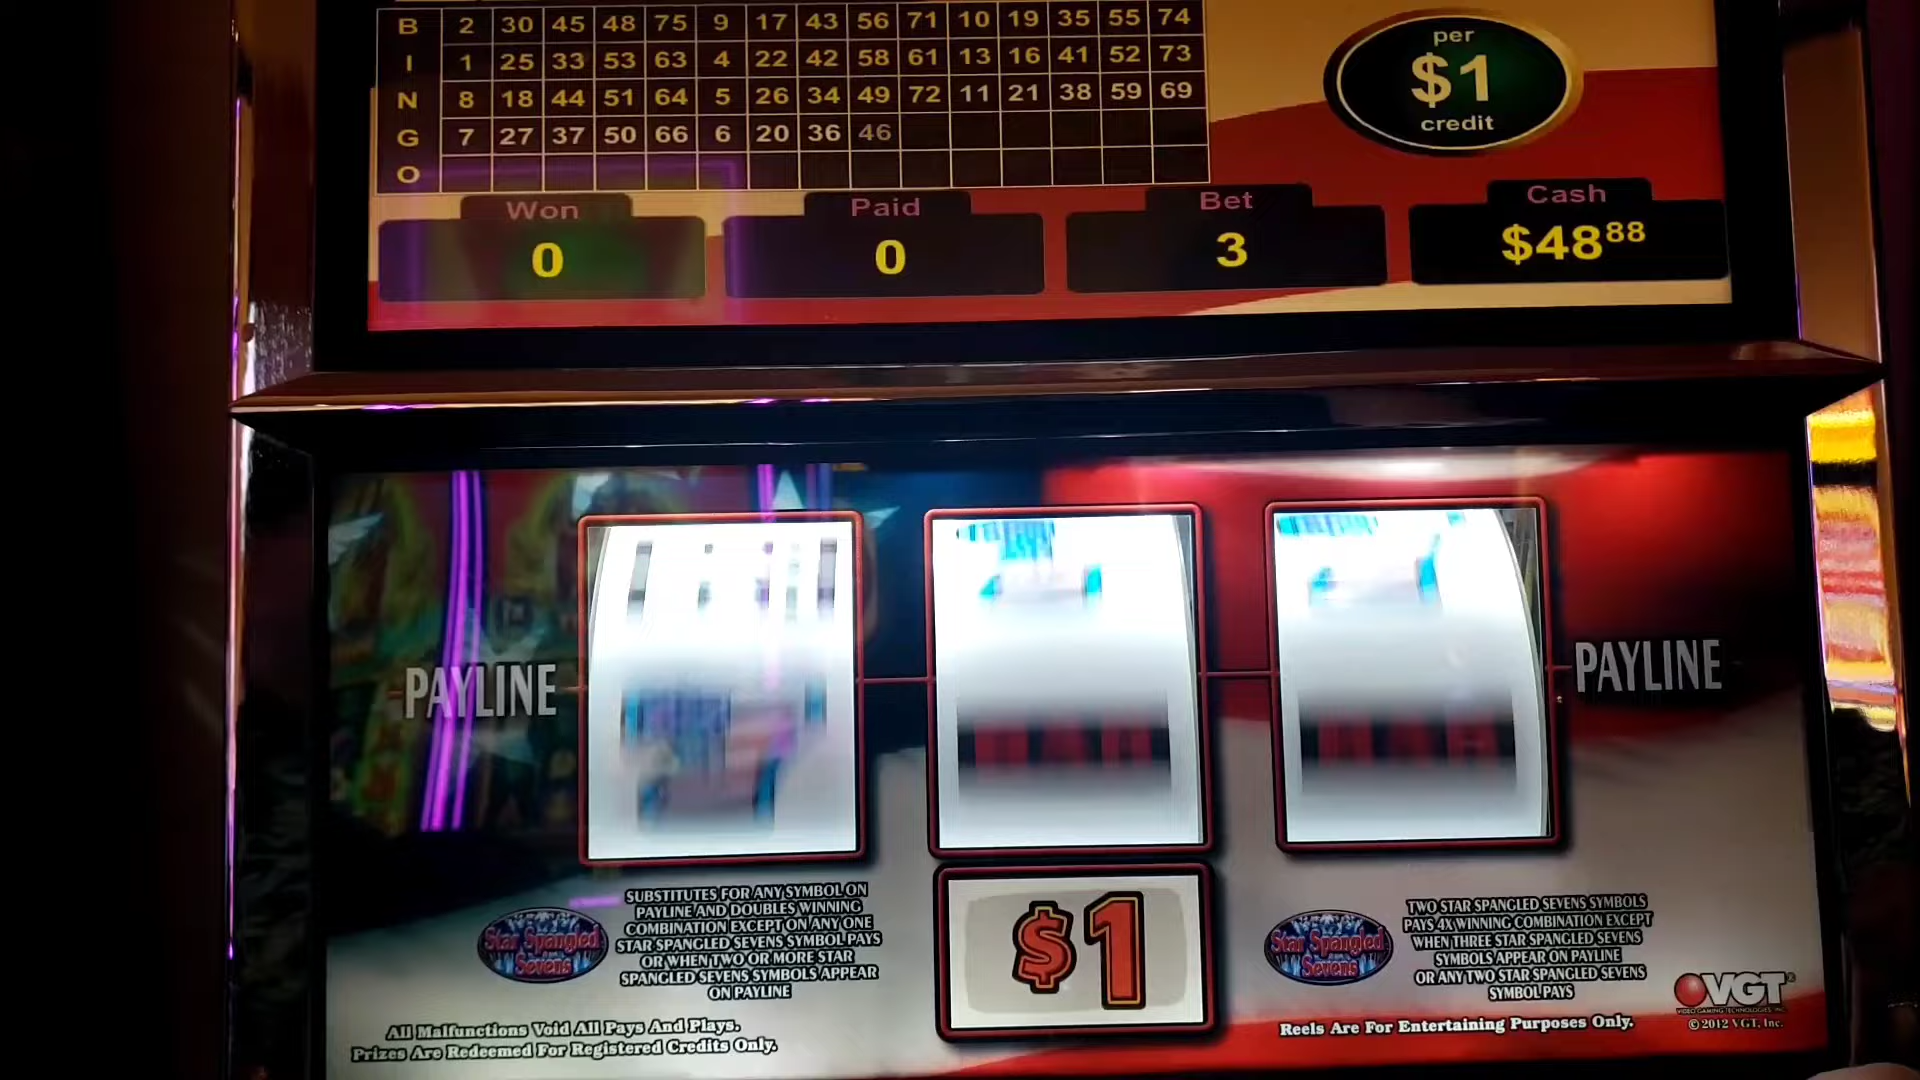 B 2 30 45 48 75 9 17 43 56 71 10 19 35 55 74
I 1 25 33 53 63 4 22 42 58 61 13 16 41 52 73
N 8 18 44 51 64 5 26 34 49 72 11 21 38 59 69
G 7 27 37 50 66 6 20 36 46
O
per
$1
credit
Won
0
Paid
0
Bet
3
Cash
$48 88
PAYLINE
PAYLINE
Star Spangled
Sevens
SUBSTITUTES FOR ANY SYMBOL ON
PAYLINE AND DOUBLES WINNING
COMBINATION EXCEPT ON ANY ONE
STAR SPANGLED SEVENS SYMBOL PAYS
OR WHEN TWO OR MORE STAR
SPANGLED SEVENS SYMBOLS APPEAR
ON PAYLINE
$1
Star Spangled
Sevens
TWO STAR SPANGLED SEVENS SYMBOLS
PAYS 4X WINNING COMBINATION EXCEPT
WHEN THREE STAR SPANGLED SEVENS
SYMBOLS APPEAR ON PAYLINE
OR ANY TWO STAR SPANGLED SEVENS
SYMBOL PAYS
All Malfunctions Void All Pays And Plays.
Prizes Are Redeemed For Registered Credits Only.
Reels Are For Entertaining Purposes Only.
VGT®
VIDEO GAMING TECHNOLOGIES, INC.
©2012 VGT, Inc.